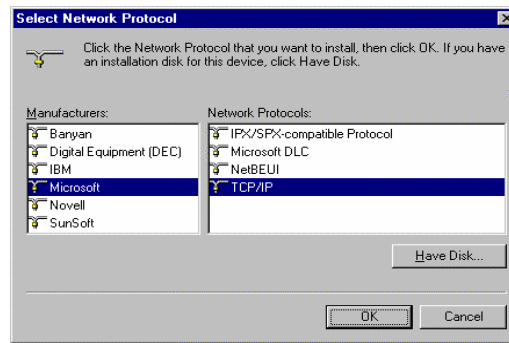 Select Network Protocol
Click the Network Protocol that you want to install, then click OK. If you have
an installation disk for this device, click Have Disk.
Manufacturers:
Banyan
Digital Equipment (DEC)
IBM
Microsoft
Novell
SunSoft
Network Protocols:
IPX/SPX-compatible Protocol
Microsoft DLC
NetBEUI
TCP/IP
Have Disk...
OK
Cancel